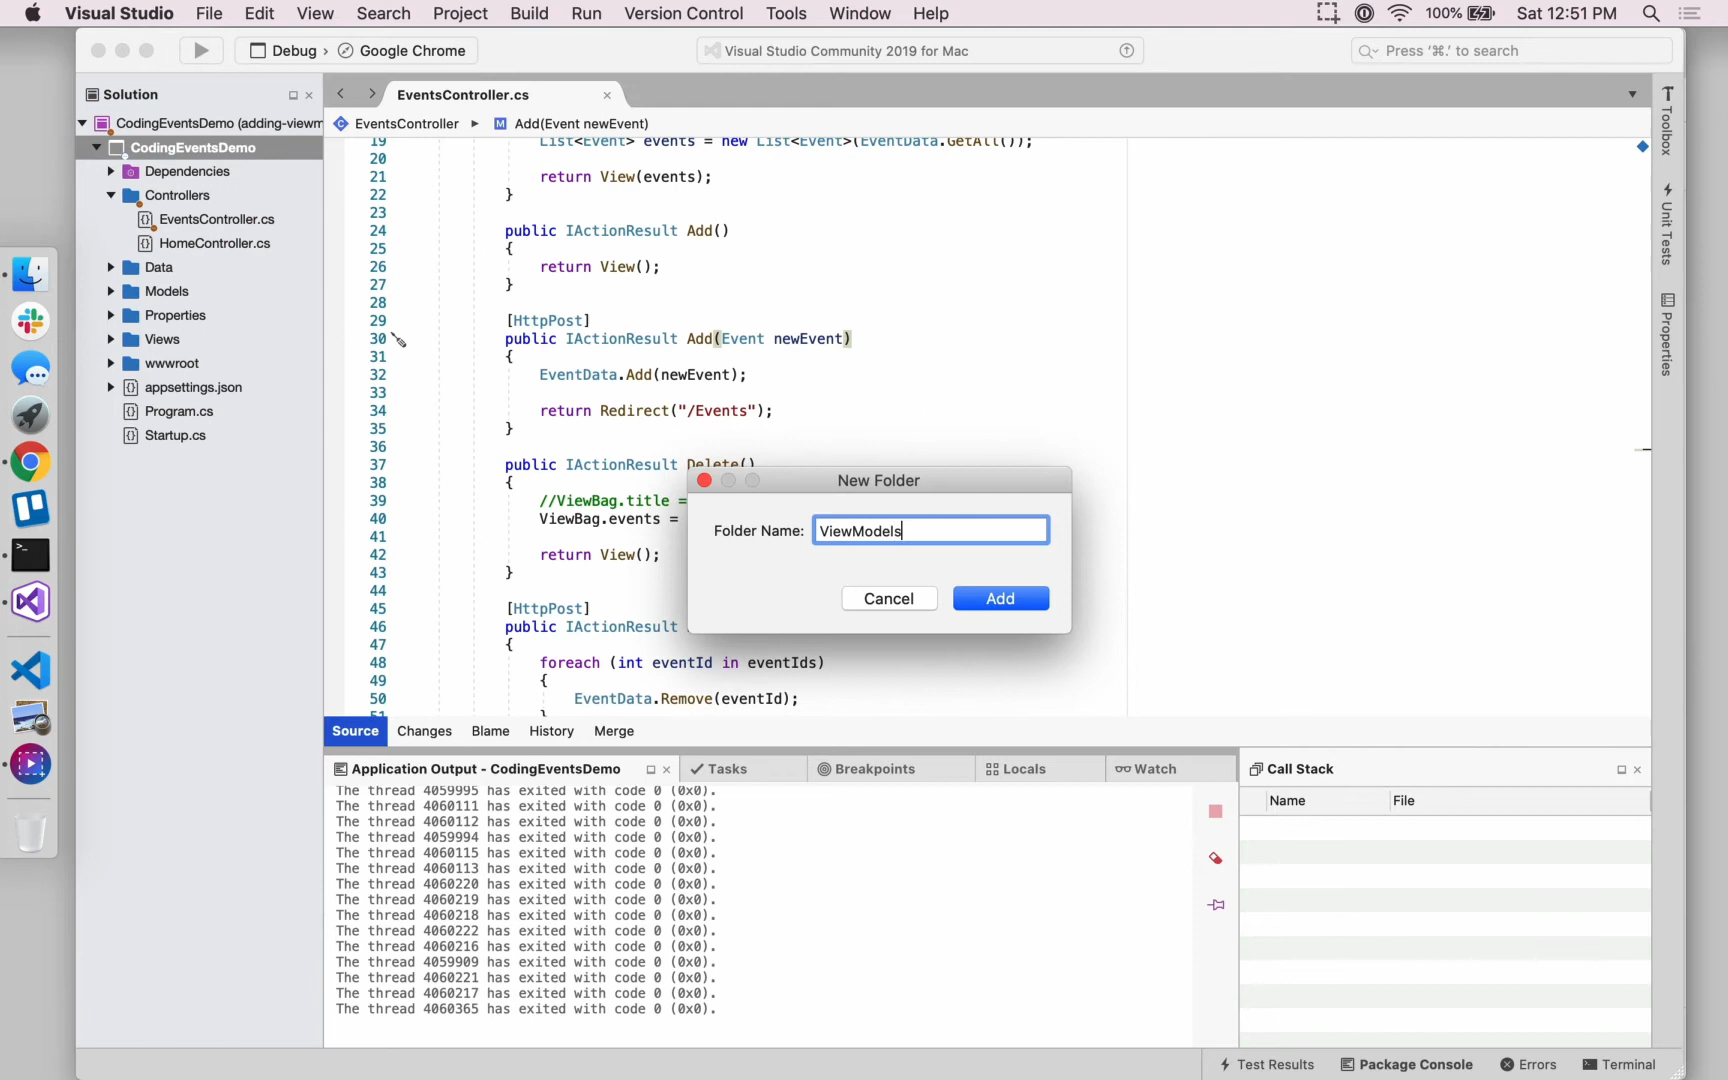 Visual Studio File Edit View Search Project Build Run Version Control Tools Window Help 100% Sat 12:51 PM
Debug › Google Chrome Visual Studio Community 2019 for Mac Press '⌘.' to search
Solution
CodingEventsDemo (adding-viewm
CodingEventsDemo
Dependencies
Controllers
EventsController.cs
HomeController.cs
Data
Models
Properties
Views
wwwroot
appsettings.json
Program.cs
Startup.cs
EventsController.cs
EventsController Add(Event newEvent)
19 List<Event> events = new List<Event>(EventData.GetAll());
20
21 return View(events);
22 }
23
24 public IActionResult Add()
25 {
26 return View();
27 }
28
29 [HttpPost]
30 public IActionResult Add(Event newEvent)
31 {
32 EventData.Add(newEvent);
33
34 return Redirect("/Events");
35 }
36
37 public IActionResult Delete()
38 {
39 //ViewBag.title =
40 ViewBag.events =
41
42 return View();
43 }
44
45 [HttpPost]
46 public IActionResult
47 {
48 foreach (int eventId in eventIds)
49 {
50 EventData.Remove(eventId);
51 }
New Folder
Folder Name: ViewModels
Cancel Add
Source Changes Blame History Merge
Toolbox
Unit Tests
Properties
Application Output - CodingEventsDemo Tasks Breakpoints Locals Watch
The thread 4059995 has exited with code 0 (0x0).
The thread 4060111 has exited with code 0 (0x0).
The thread 4060112 has exited with code 0 (0x0).
The thread 4059994 has exited with code 0 (0x0).
The thread 4060115 has exited with code 0 (0x0).
The thread 4060113 has exited with code 0 (0x0).
The thread 4060220 has exited with code 0 (0x0).
The thread 4060219 has exited with code 0 (0x0).
The thread 4060218 has exited with code 0 (0x0).
The thread 4060222 has exited with code 0 (0x0).
The thread 4060216 has exited with code 0 (0x0).
The thread 4059909 has exited with code 0 (0x0).
The thread 4060221 has exited with code 0 (0x0).
The thread 4060217 has exited with code 0 (0x0).
The thread 4060365 has exited with code 0 (0x0).
Call Stack
Name File
Test Results Package Console Errors Terminal